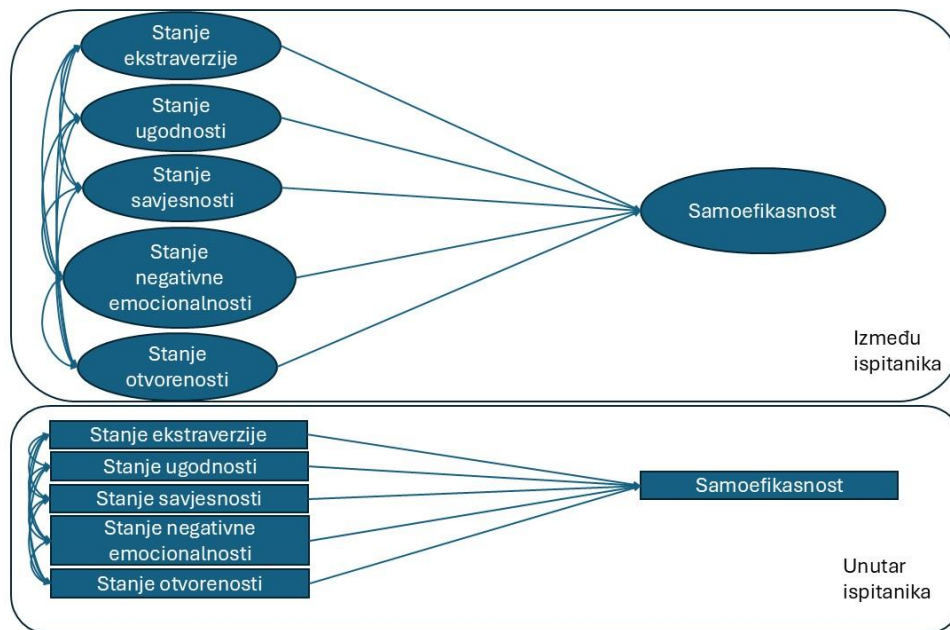 Stanje
ekstraverzije
Stanje
ugodnosti
Stanje
savjesnosti
Stanje
negativne
emocionalnosti
Stanje
otvorenosti
Samoefikasnost
Između
ispitanika
Stanje ekstraverzije
Stanje ugodnosti
Stanje savjesnosti
Stanje negativne
emocionalnosti
Stanje otvorenosti
Samoefikasnost
Unutar
ispitanika